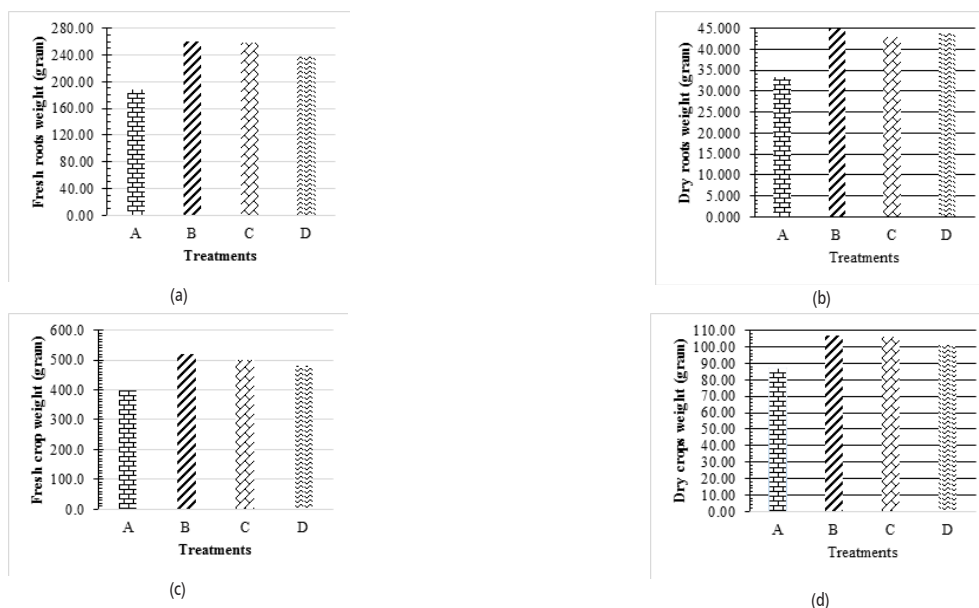 Fresh roots weight (gram)
280.00
240.00
200.00
160.00
120.00
80.00
40.00
0.00
A B C D
Treatments
(a)
Dry roots weight (gram)
45.000
40.000
35.000
30.000
25.000
20.000
15.000
10.000
5.000
0.000
A B C D
Treatments
(b)
Fresh crop weight (gram)
600.0
500.0
400.0
300.0
200.0
100.0
0.0
A B C D
Treatments
(c)
Dry crops weight (gram)
110.00
100.00
90.00
80.00
70.00
60.00
50.00
40.00
30.00
20.00
10.00
0.00
A B C D
Treatments
(d)